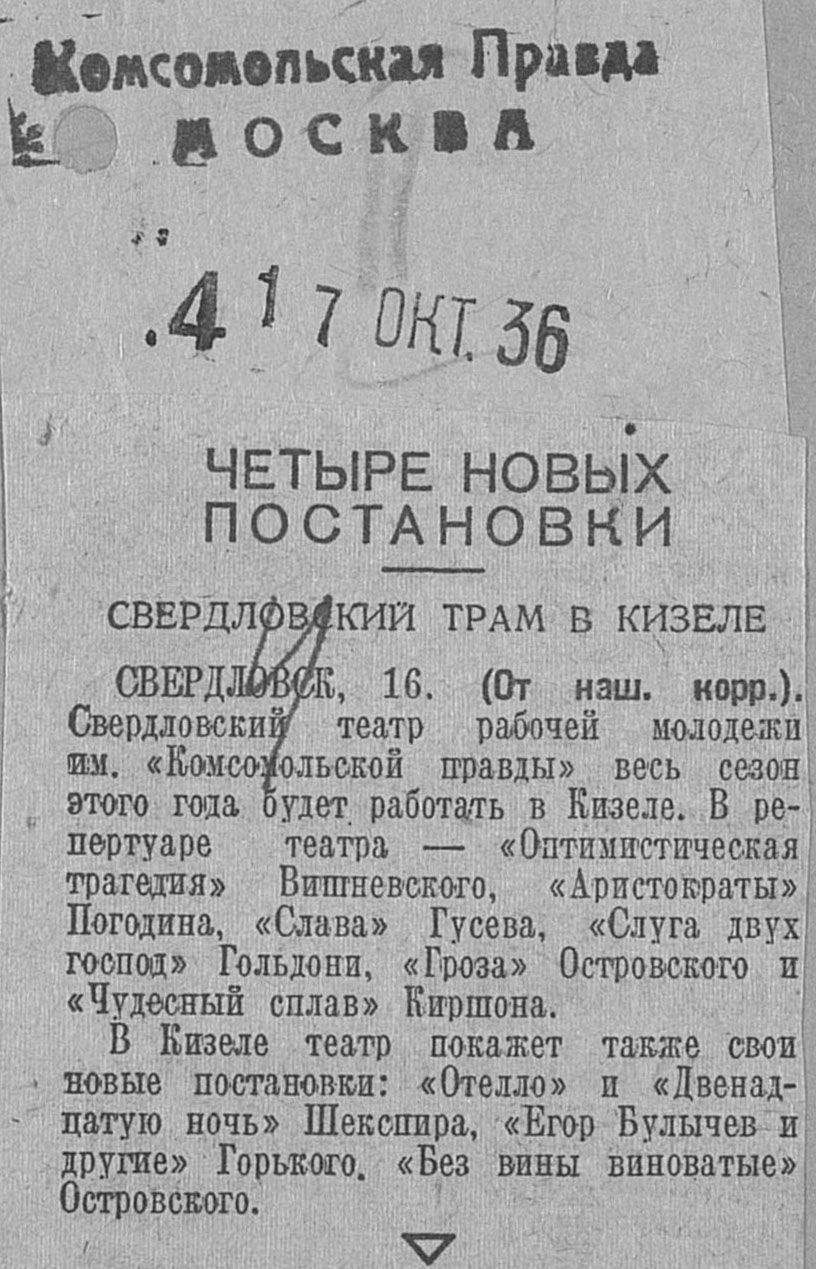 Комсомольская Правда
МОСКВА
.4 17 ОКТ. 36
ЧЕТЫРЕ НОВЫХ
ПОСТАНОВКИ
СВЕРДЛОВСКИЙ ТРАМ В КИЗЕЛЕ
СВЕРДЛОВСК, 16. (От наш. корр.).
Свердловский театр рабочей молодежи
им. «Комсомольской правды» весь сезон
этого года будет работать в Кизеле. В ре-
пертуаре театра — «Оптимистическая
трагедия» Вишневского, «Аристократы»
Погодина, «Слава» Гусева, «Слуга двух
господ» Гольдони, «Гроза» Островского и
«Чудесный сплав» Киршона.
В Кизеле театр покажет также свои
новые постановки: «Отелло» и «Двенад-
цатую ночь» Шекспира, «Егор Булычев и
другие» Горького. «Без вины виноватые»
Островского.